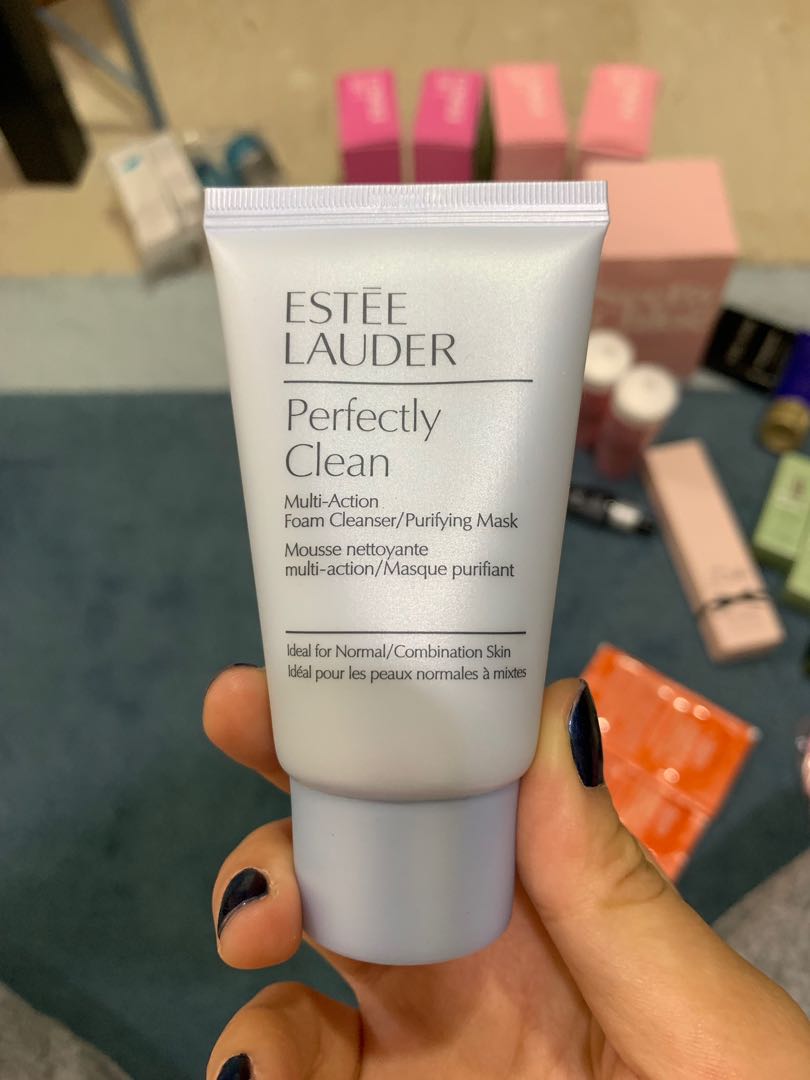 ESTĒE
LAUDER
Perfectly
Clean
Multi-Action
Foam Cleanser/Purifying Mask
Mousse nettoyante
multi-action/Masque purifiant
Ideal for Normal/Combination Skin
Idéal pour les peaux normales à mixtes